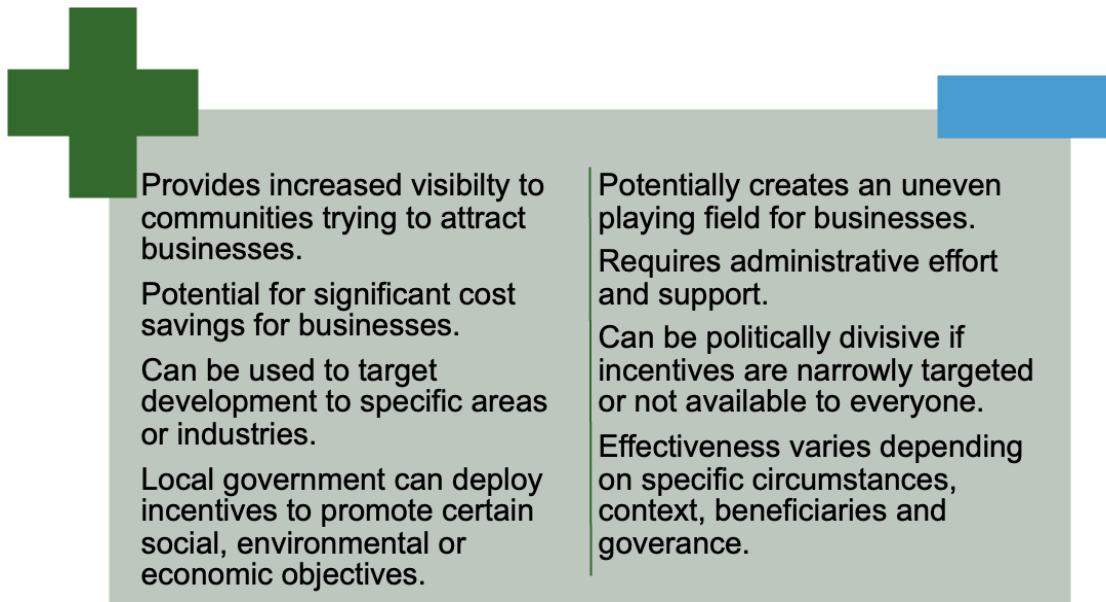 Provides increased visibilty to
communities trying to attract
businesses.
Potential for significant cost
savings for businesses.
Can be used to target
development to specific areas
or industries.
Local government can deploy
incentives to promote certain
social, environmental or
economic objectives.
Potentially creates an uneven
playing field for businesses.
Requires administrative effort
and support.
Can be politically divisive if
incentives are narrowly targeted
or not available to everyone.
Effectiveness varies depending
on specific circumstances,
context, beneficiaries and
goverance.